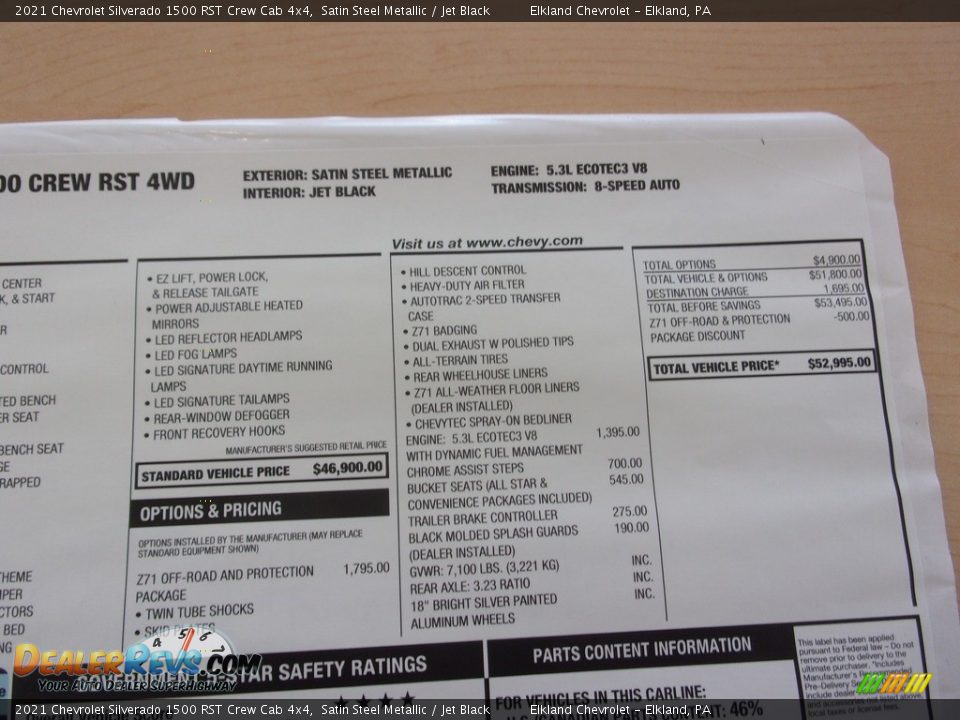 2021 Chevrolet Silverado 1500 RST Crew Cab 4x4, Satin Steel Metallic / Jet Black Elkland Chevrolet - Elkland, PA
00 CREW RST 4WD
EXTERIOR: SATIN STEEL METALLIC
INTERIOR: JET BLACK
ENGINE: 5.3L ECOTEC3 V8
TRANSMISSION: 8-SPEED AUTO
Visit us at www.chevy.com
CENTER
K, & START
R
CONTROL
TED BENCH
ER SEAT
BENCH SEAT
GE
RAPPED
THEME
MPER
CTORS
BED
NG
• EZ LIFT, POWER LOCK,
& RELEASE TAILGATE
• POWER ADJUSTABLE HEATED
MIRRORS
• LED REFLECTOR HEADLAMPS
• LED FOG LAMPS
• LED SIGNATURE DAYTIME RUNNING
LAMPS
• LED SIGNATURE TAILAMPS
• REAR-WINDOW DEFOGGER
• FRONT RECOVERY HOOKS
MANUFACTURER'S SUGGESTED RETAIL PRICE
STANDARD VEHICLE PRICE $46,900.00
OPTIONS & PRICING
OPTIONS INSTALLED BY THE MANUFACTURER (MAY REPLACE
STANDARD EQUIPMENT SHOWN)
Z71 OFF-ROAD AND PROTECTION 1,795.00
PACKAGE
• TWIN TUBE SHOCKS
• SKID PLATES
• HILL DESCENT CONTROL
• HEAVY-DUTY AIR FILTER
• AUTOTRAC 2-SPEED TRANSFER
CASE
• Z71 BADGING
• DUAL EXHAUST W POLISHED TIPS
• ALL-TERRAIN TIRES
• REAR WHEELHOUSE LINERS
• Z71 ALL-WEATHER FLOOR LINERS
(DEALER INSTALLED)
• CHEVYTEC SPRAY-ON BEDLINER
ENGINE: 5.3L ECOTEC3 V8 1,395.00
WITH DYNAMIC FUEL MANAGEMENT
CHROME ASSIST STEPS 700.00
BUCKET SEATS (ALL STAR & 545.00
CONVENIENCE PACKAGES INCLUDED)
TRAILER BRAKE CONTROLLER 275.00
BLACK MOLDED SPLASH GUARDS 190.00
(DEALER INSTALLED)
GVWR: 7,100 LBS. (3,221 KG) INC.
REAR AXLE: 3.23 RATIO INC.
18" BRIGHT SILVER PAINTED INC.
ALUMINUM WHEELS
TOTAL OPTIONS $4,900.00
TOTAL VEHICLE & OPTIONS $51,800.00
DESTINATION CHARGE 1,695.00
TOTAL BEFORE SAVINGS $53,495.00
Z71 OFF-ROAD & PROTECTION -500.00
PACKAGE DISCOUNT
TOTAL VEHICLE PRICE* $52,995.00
GOVERNMENT 5-STAR SAFETY RATINGS
PARTS CONTENT INFORMATION
FOR VEHICLES IN THIS CARLINE:
U.S./CANADIAN PARTS CONTENT: 46%
This label has been applied
pursuant to Federal law - Do not
remove prior to delivery to the
ultimate purchaser. *Includes
DEALERREVS.COM
YOUR AUTO DEALER SUPERHIGHWAY
4 5 6 7
2021 Chevrolet Silverado 1500 RST Crew Cab 4x4, Satin Steel Metallic / Jet Black Elkland Chevrolet - Elkland, PA